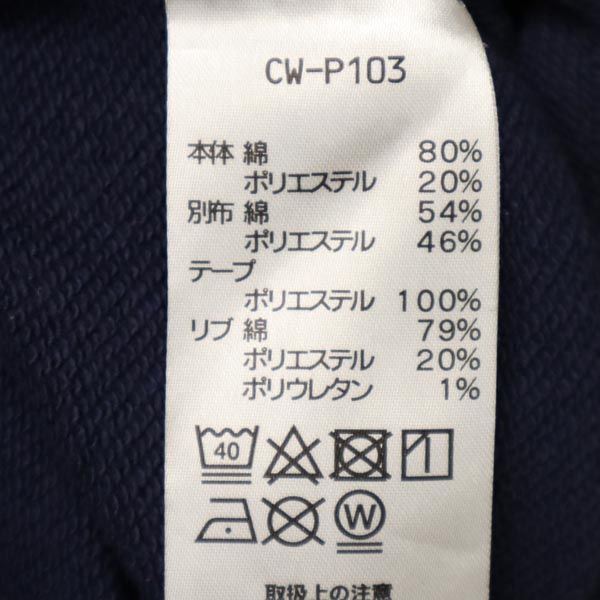 CW-P103
本体 綿 80%
ポリエステル 20%
別布 綿 54%
ポリエステル 46%
テープ
ポリエステル 100%
リブ 綿 79%
ポリエステル 20%
ポリウレタン 1%
40
W
取扱上の注意